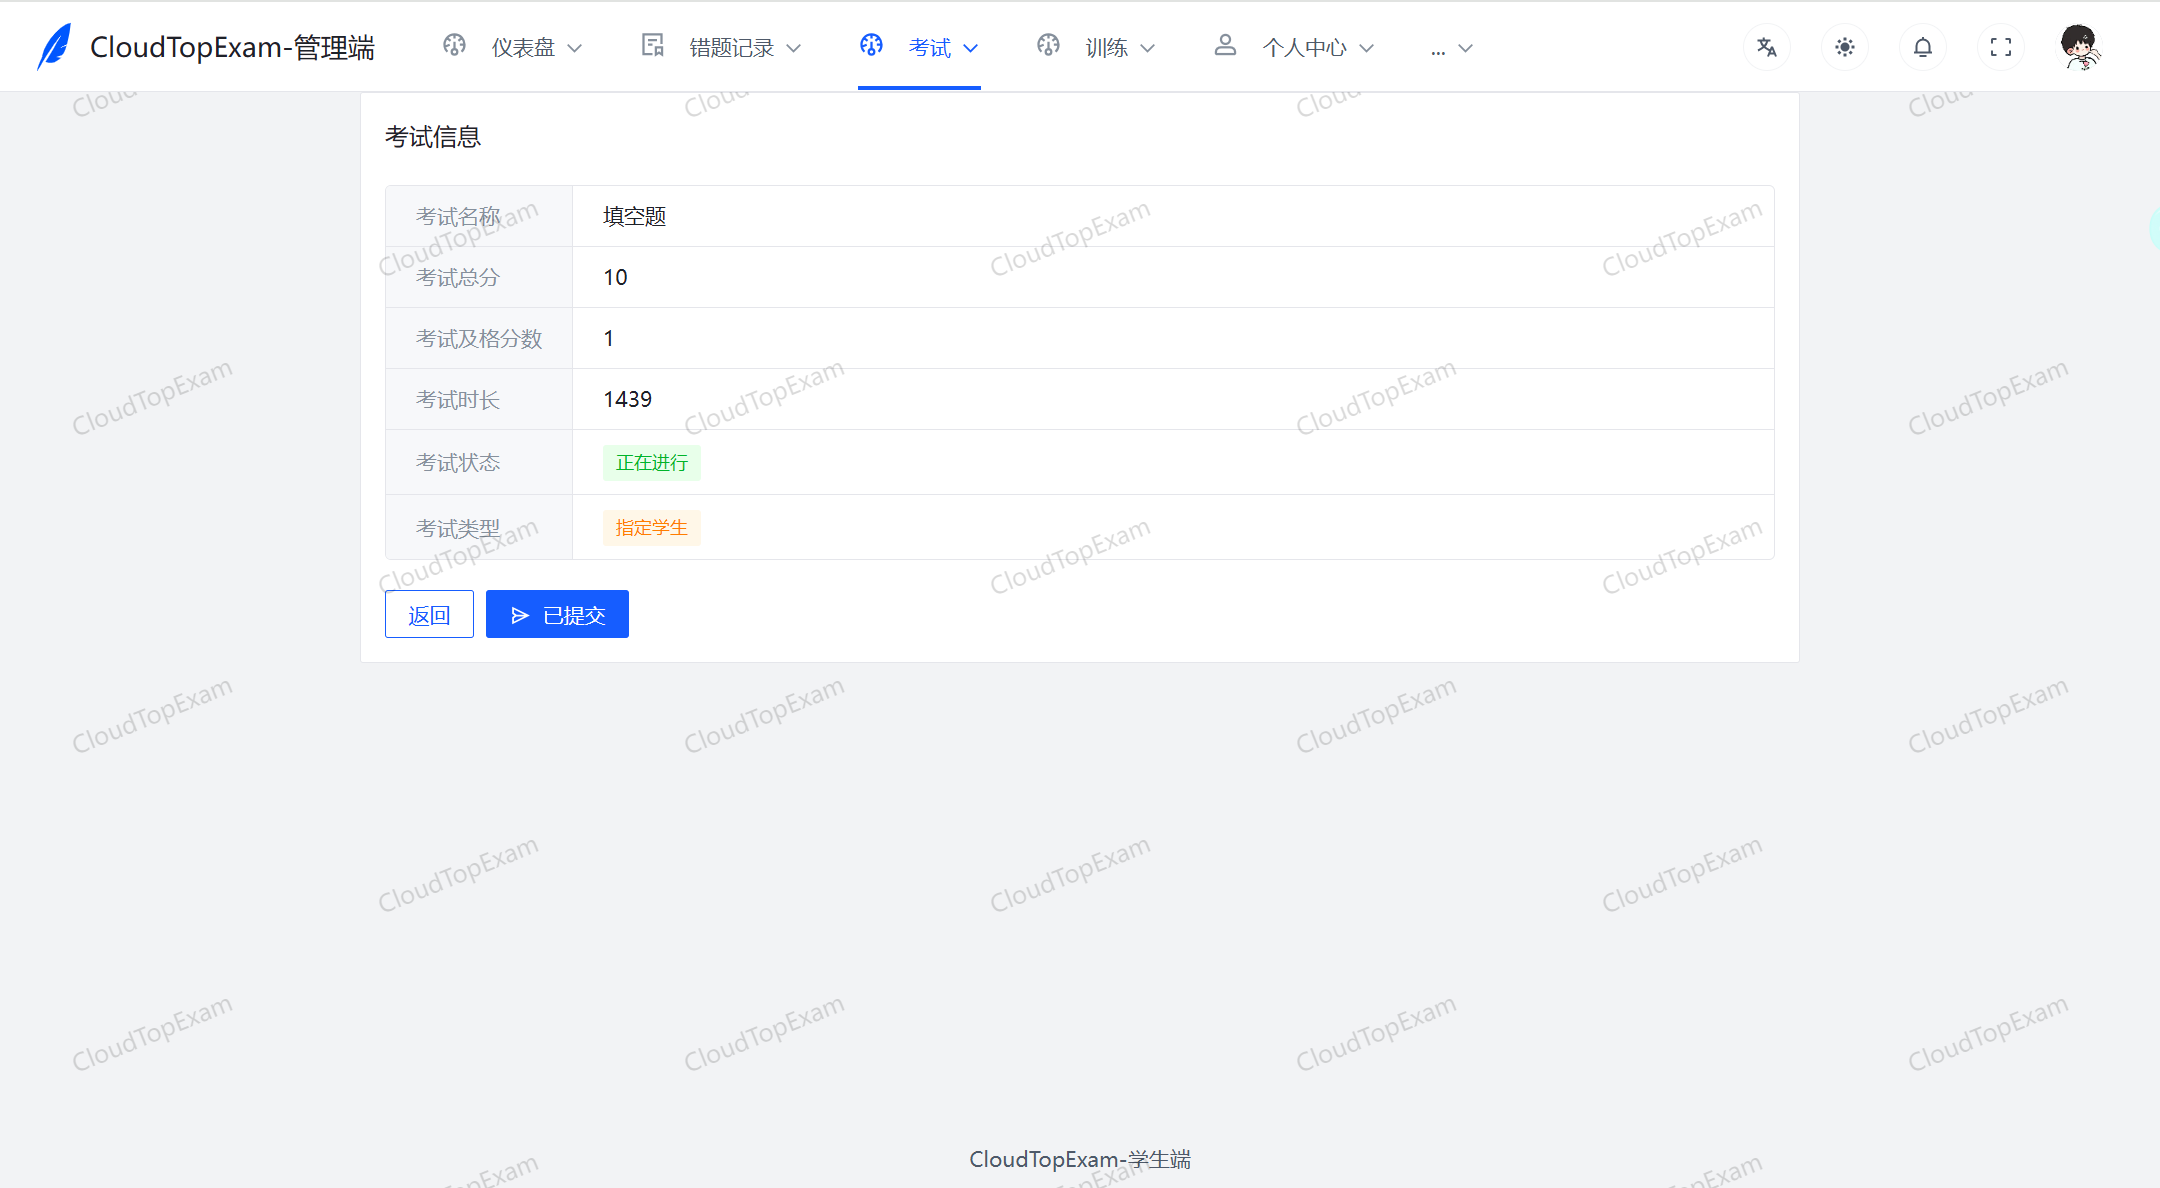 CloudTopExam-管理端 仪表盘 错题记录 考试 训练 个人中心 ...
考试信息
考试名称 填空题
考试总分 10
考试及格分数 1
考试时长 1439
考试状态 正在进行
考试类型 指定学生
返回 已提交
CloudTopExam-学生端
CloudTopExam